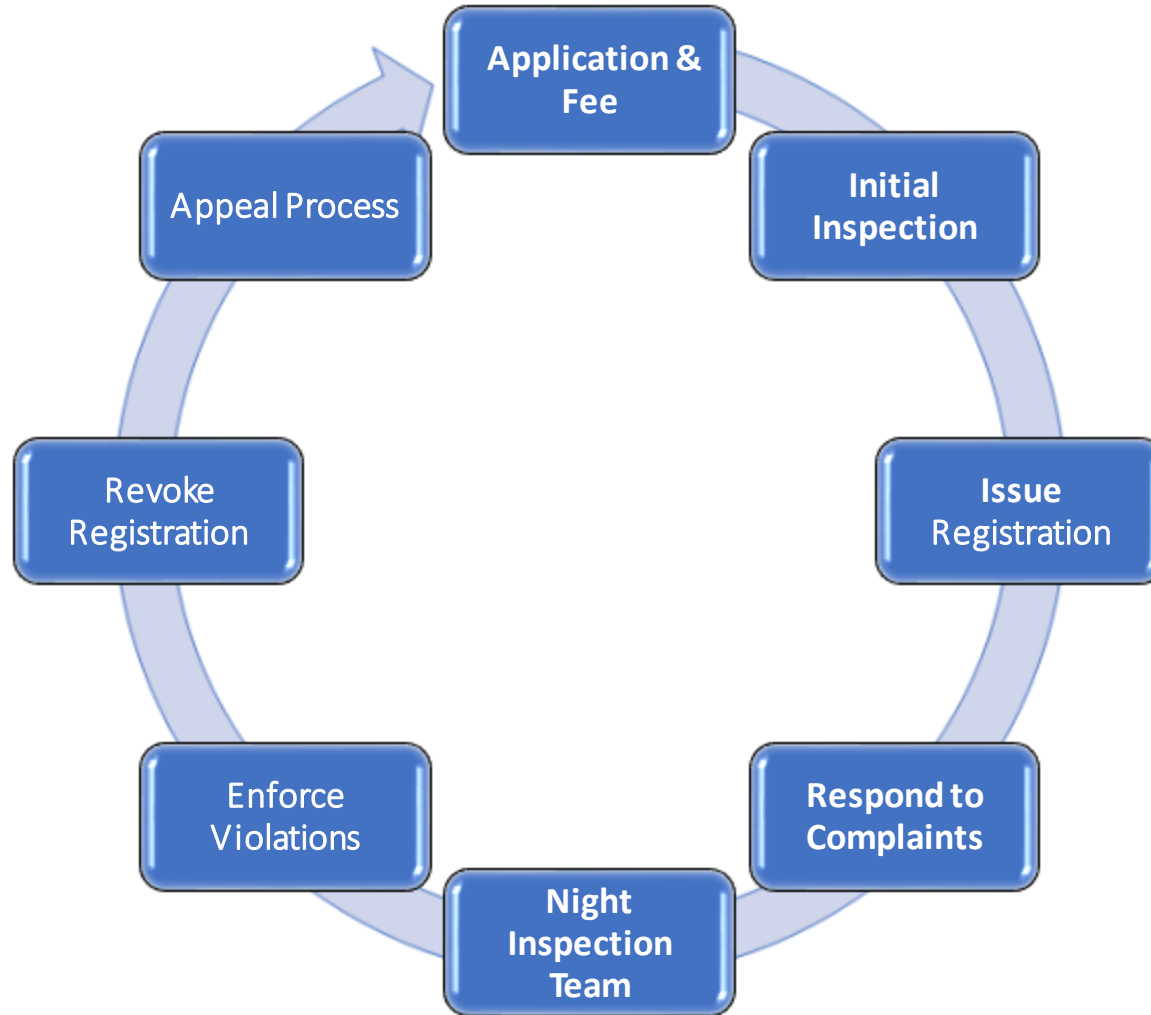 Application &
Fee
Initial
Inspection
Issue
Registration
Respond to
Complaints
Night
Inspection
Team
Enforce
Violations
Revoke
Registration
Appeal Process